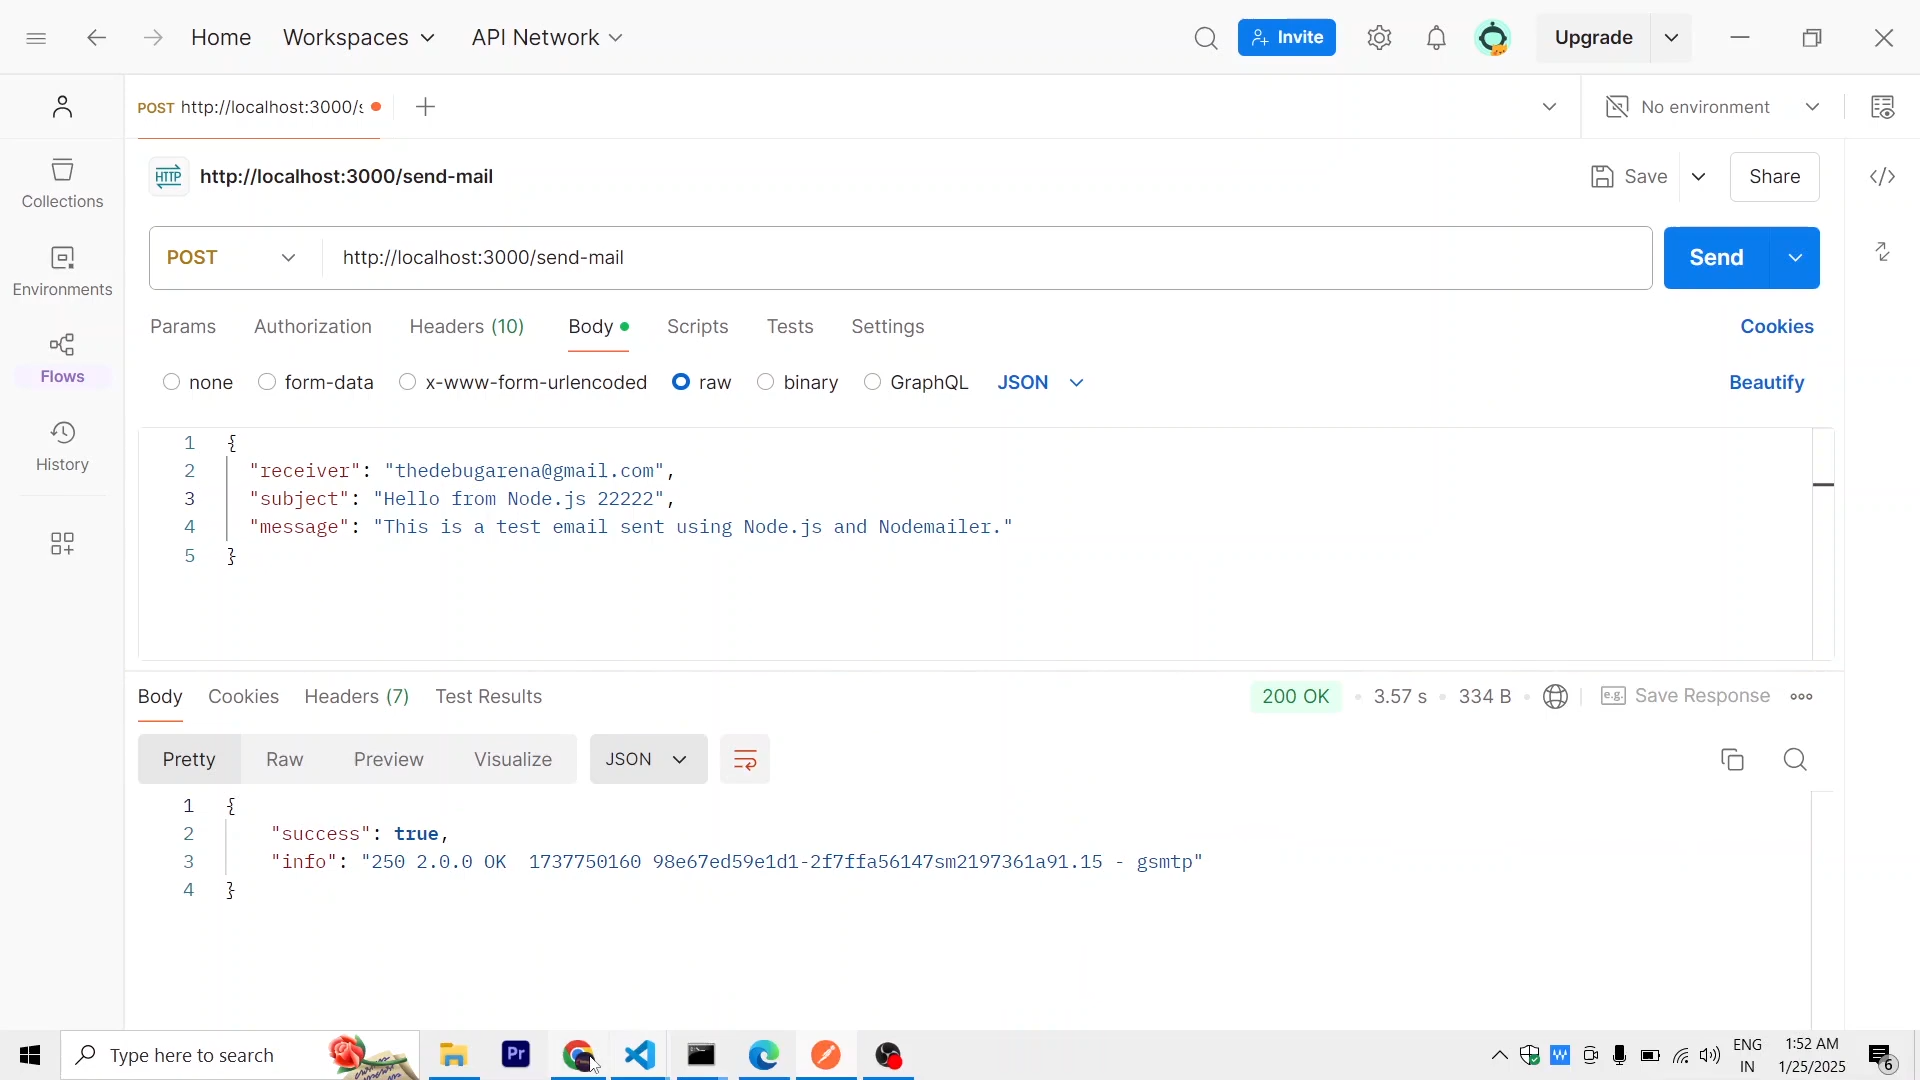 Home
Workspaces
API Network
Invite
Upgrade
POST http://localhost:3000/s
No environment
HTTP http://localhost:3000/send-mail
Save
Share
POST http://localhost:3000/send-mail
Send
Collections
Environments
Flows
History
Params Authorization Headers (10) Body Scripts Tests Settings Cookies
none form-data x-www-form-urlencoded raw binary GraphQL JSON Beautify
1 {
2 "receiver": "thedebugarena@gmail.com",
3 "subject": "Hello from Node.js 22222",
4 "message": "This is a test email sent using Node.js and Nodemailer."
5 }
Body Cookies Headers (7) Test Results 200 OK 3.57 s 334 B e.g. Save Response
Pretty Raw Preview Visualize JSON
1 {
2 "success": true,
3 "info": "250 2.0.0 OK  1737750160 98e67ed59e1d1-2f7ffa56147sm2197361a91.15 - gsmtp"
4 }
Type here to search
Pr
W
ENG
IN
1:52 AM
1/25/2025
6